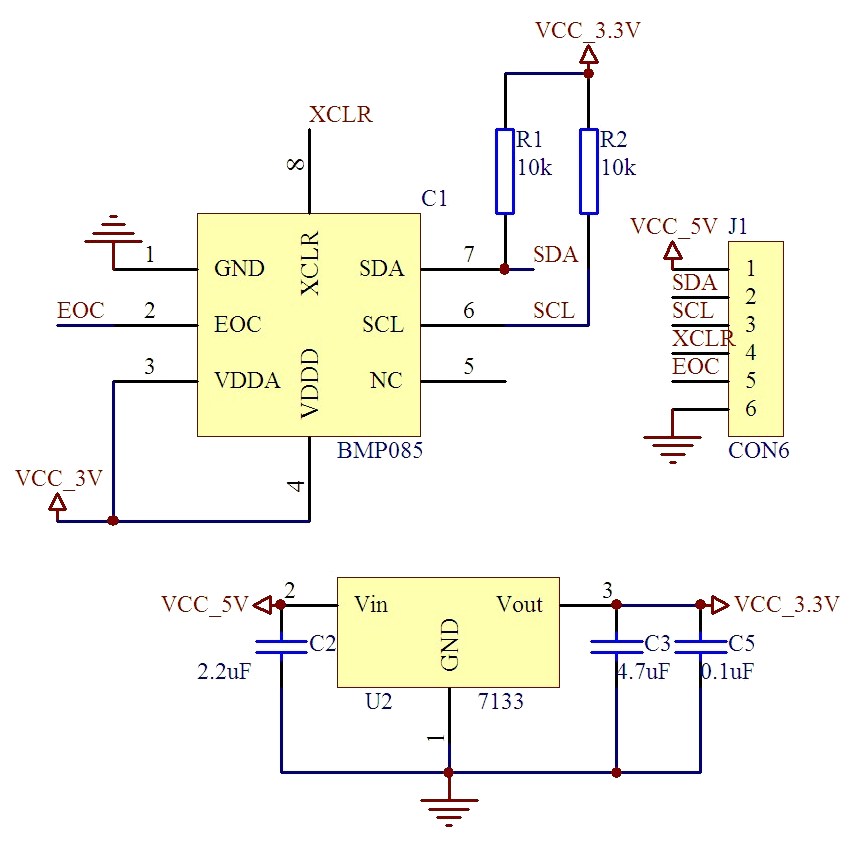 VCC_3.3V
XCLR
8
R1
10k
R2
10k
C1
1
GND
XCLR
SDA
7
SDA
EOC
2
EOC
SCL
6
SCL
3
VDDA
VDDD
NC
5
BMP085
VCC_3V
4
VCC_5V
J1
1
SDA
2
SCL
3
XCLR
4
EOC
5
6
CON6
VCC_5V
2
Vin
Vout
3
VCC_3.3V
GND
C2
2.2uF
C3
4.7uF
C5
0.1uF
U2
7133
1